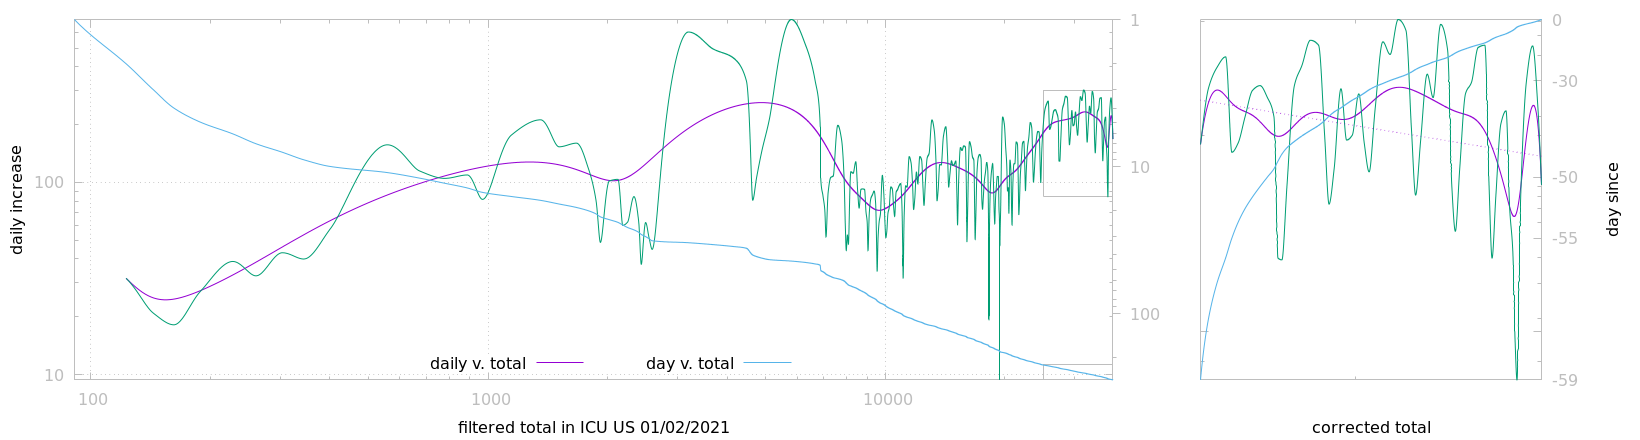 daily increase
100
10
1
10
100
0
-30
-50
-55
-59
day since
daily v. total
day v. total
100
1000
10000
filtered total in ICU US 01/02/2021
corrected total